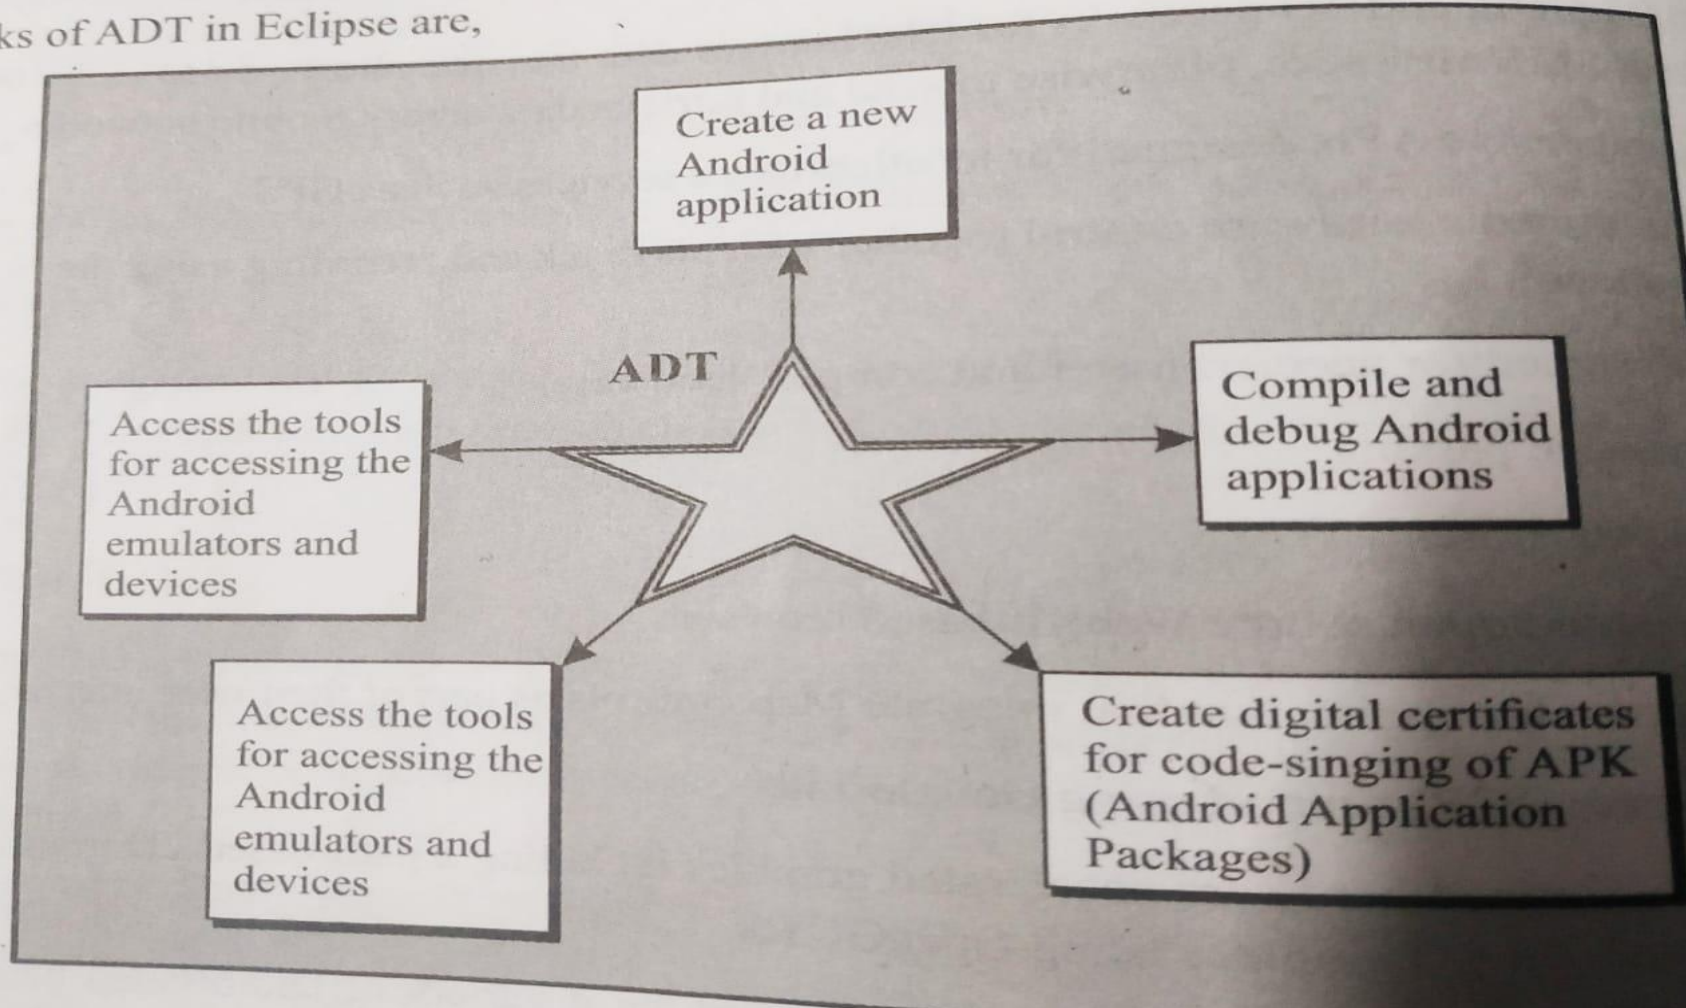 ks of ADT in Eclipse are,
Create a new
Android
application
ADT
Access the tools
for accessing the
Android
emulators and
devices
Compile and
debug Android
applications
Access the tools
for accessing the
Android
emulators and
devices
Create digital certificates
for code-singing of APK
(Android Application
Packages)